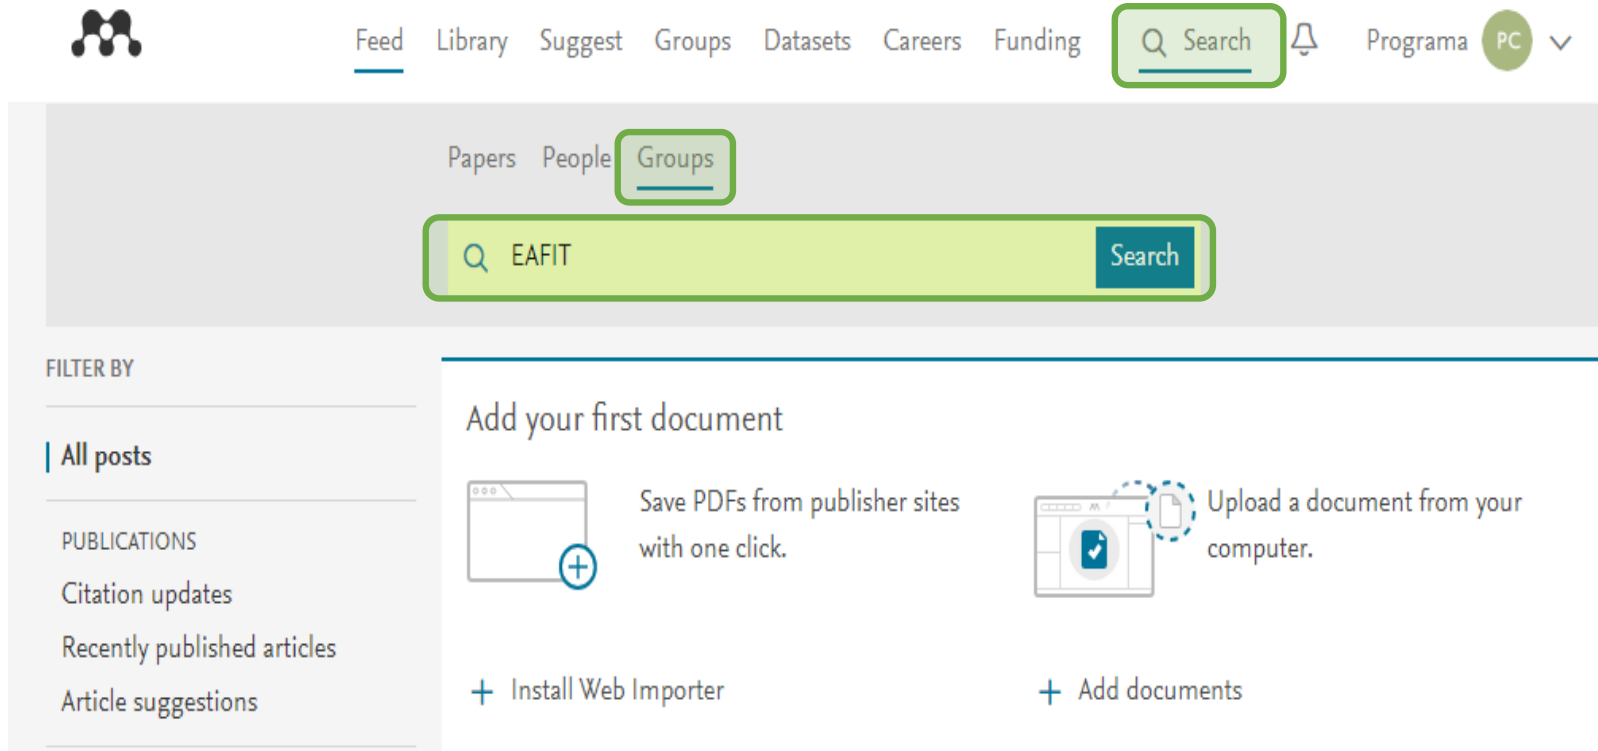 Feed Library Suggest Groups Datasets Careers Funding Search Programa PC
Papers People Groups
EAFIT Search
FILTER BY
All posts
PUBLICATIONS
Citation updates
Recently published articles
Article suggestions
Add your first document
Save PDFs from publisher sites
with one click.
+ Install Web Importer
Upload a document from your
computer.
+ Add documents